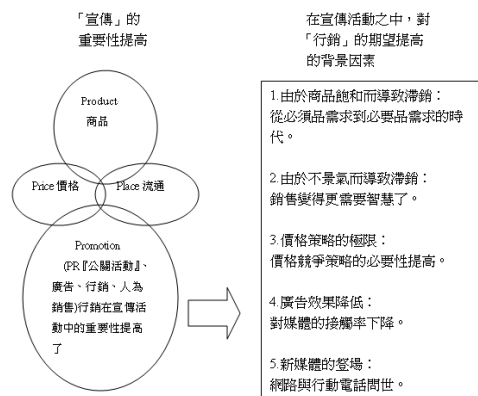 「宣傳」的
重要性提高
Product
商品
Price 價格
Place 流通
Promotion
(PR『公關活動』、
廣告、行銷、人為
銷售)行銷在宣傳活
動中的重要性提高
了
在宣傳活動之中，對
「行銷」的期望提高
的背景因素
1.由於商品飽和而導致滯銷：
從必須品需求到必要品需求的時
代。
2.由於不景氣而導致滯銷：
銷售變得更需要智慧了。
3.價格策略的極限：
價格競爭策略的必要性提高。
4.廣告效果降低：
對媒體的接觸率下降。
5.新媒體的登場：
網路與行動電話問世。